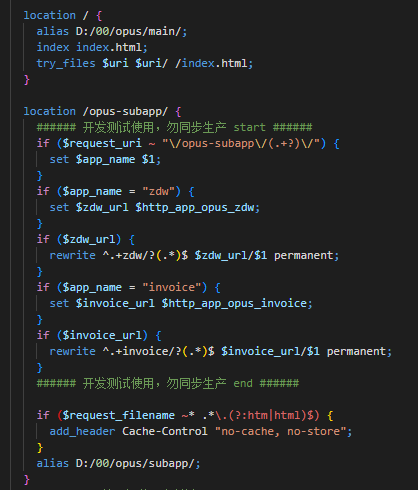 location / {
  alias D:/00/opus/main/;
  index index.html;
  try_files $uri $uri/ /index.html;
}

location /opus-subapp/ {
  ###### 开发测试使用，勿同步生产 start ######
  if ($request_uri ~ "\/opus-subapp\/(.+?)\/") {
    set $app_name $1;
  }
  if ($app_name = "zdw") {
    set $zdw_url $http_app_opus_zdw;
  }
  if ($zdw_url) {
    rewrite ^.+zdw/?(.*)$ $zdw_url/$1 permanent;
  }
  if ($app_name = "invoice") {
    set $invoice_url $http_app_opus_invoice;
  }
  if ($invoice_url) {
    rewrite ^.+invoice/?(.*)$ $invoice_url/$1 permanent;
  }
  ###### 开发测试使用，勿同步生产 end ######

  if ($request_filename ~* .*\.(?:htm|html)$) {
    add_header Cache-Control "no-cache, no-store";
  }
  alias D:/00/opus/subapp/;
}